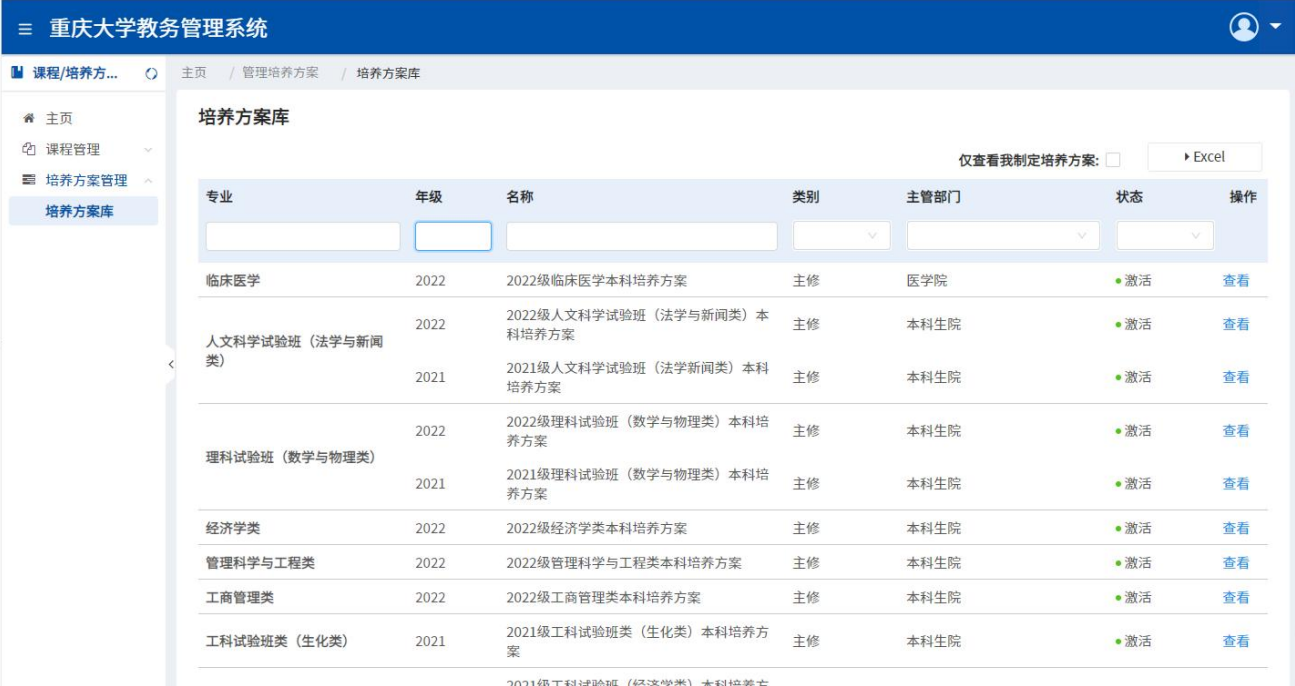 重庆大学教务管理系统
课程/培养方...
主页 / 管理培养方案 / 培养方案库
主页
课程管理
培养方案管理
培养方案库
培养方案库
仅查看我制定培养方案:
Excel
专业 年级 名称 类别 主管部门 状态 操作
临床医学 2022 2022级临床医学本科培养方案 主修 医学院 激活 查看
人文科学试验班（法学与新闻
类）
2022 2022级人文科学试验班（法学与新闻类）本
科培养方案 主修 本科生院 激活 查看
2021 2021级人文科学试验班（法学新闻类）本科
培养方案 主修 本科生院 激活 查看
理科试验班（数学与物理类）
2022 2022级理科试验班（数学与物理类）本科培
养方案 主修 本科生院 激活 查看
2021 2021级理科试验班（数学与物理类）本科培
养方案 主修 本科生院 激活 查看
经济学类 2022 2022级经济学类本科培养方案 主修 本科生院 激活 查看
管理科学与工程类 2022 2022级管理科学与工程类本科培养方案 主修 本科生院 激活 查看
工商管理类 2022 2022级工商管理类本科培养方案 主修 本科生院 激活 查看
工科试验班类（生化类） 2021 2021级工科试验班类（生化类）本科培养方
案 主修 本科生院 激活 查看
2021级工科试验班（经济学类）本科培养方